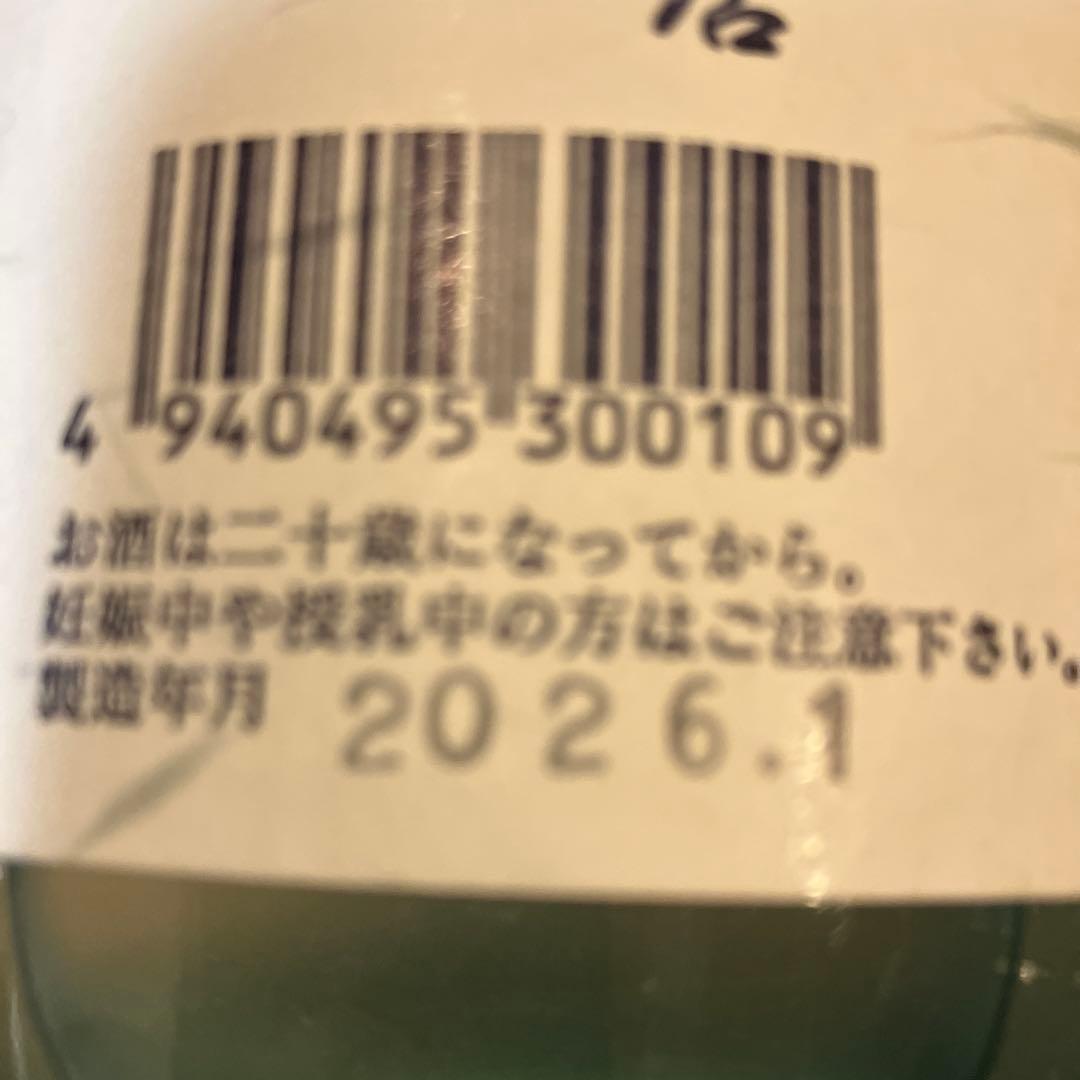 4 940495 300109
お酒は二十歳になってから。
妊娠中や授乳中の方はご注意下さい。
製造年月 2026.1